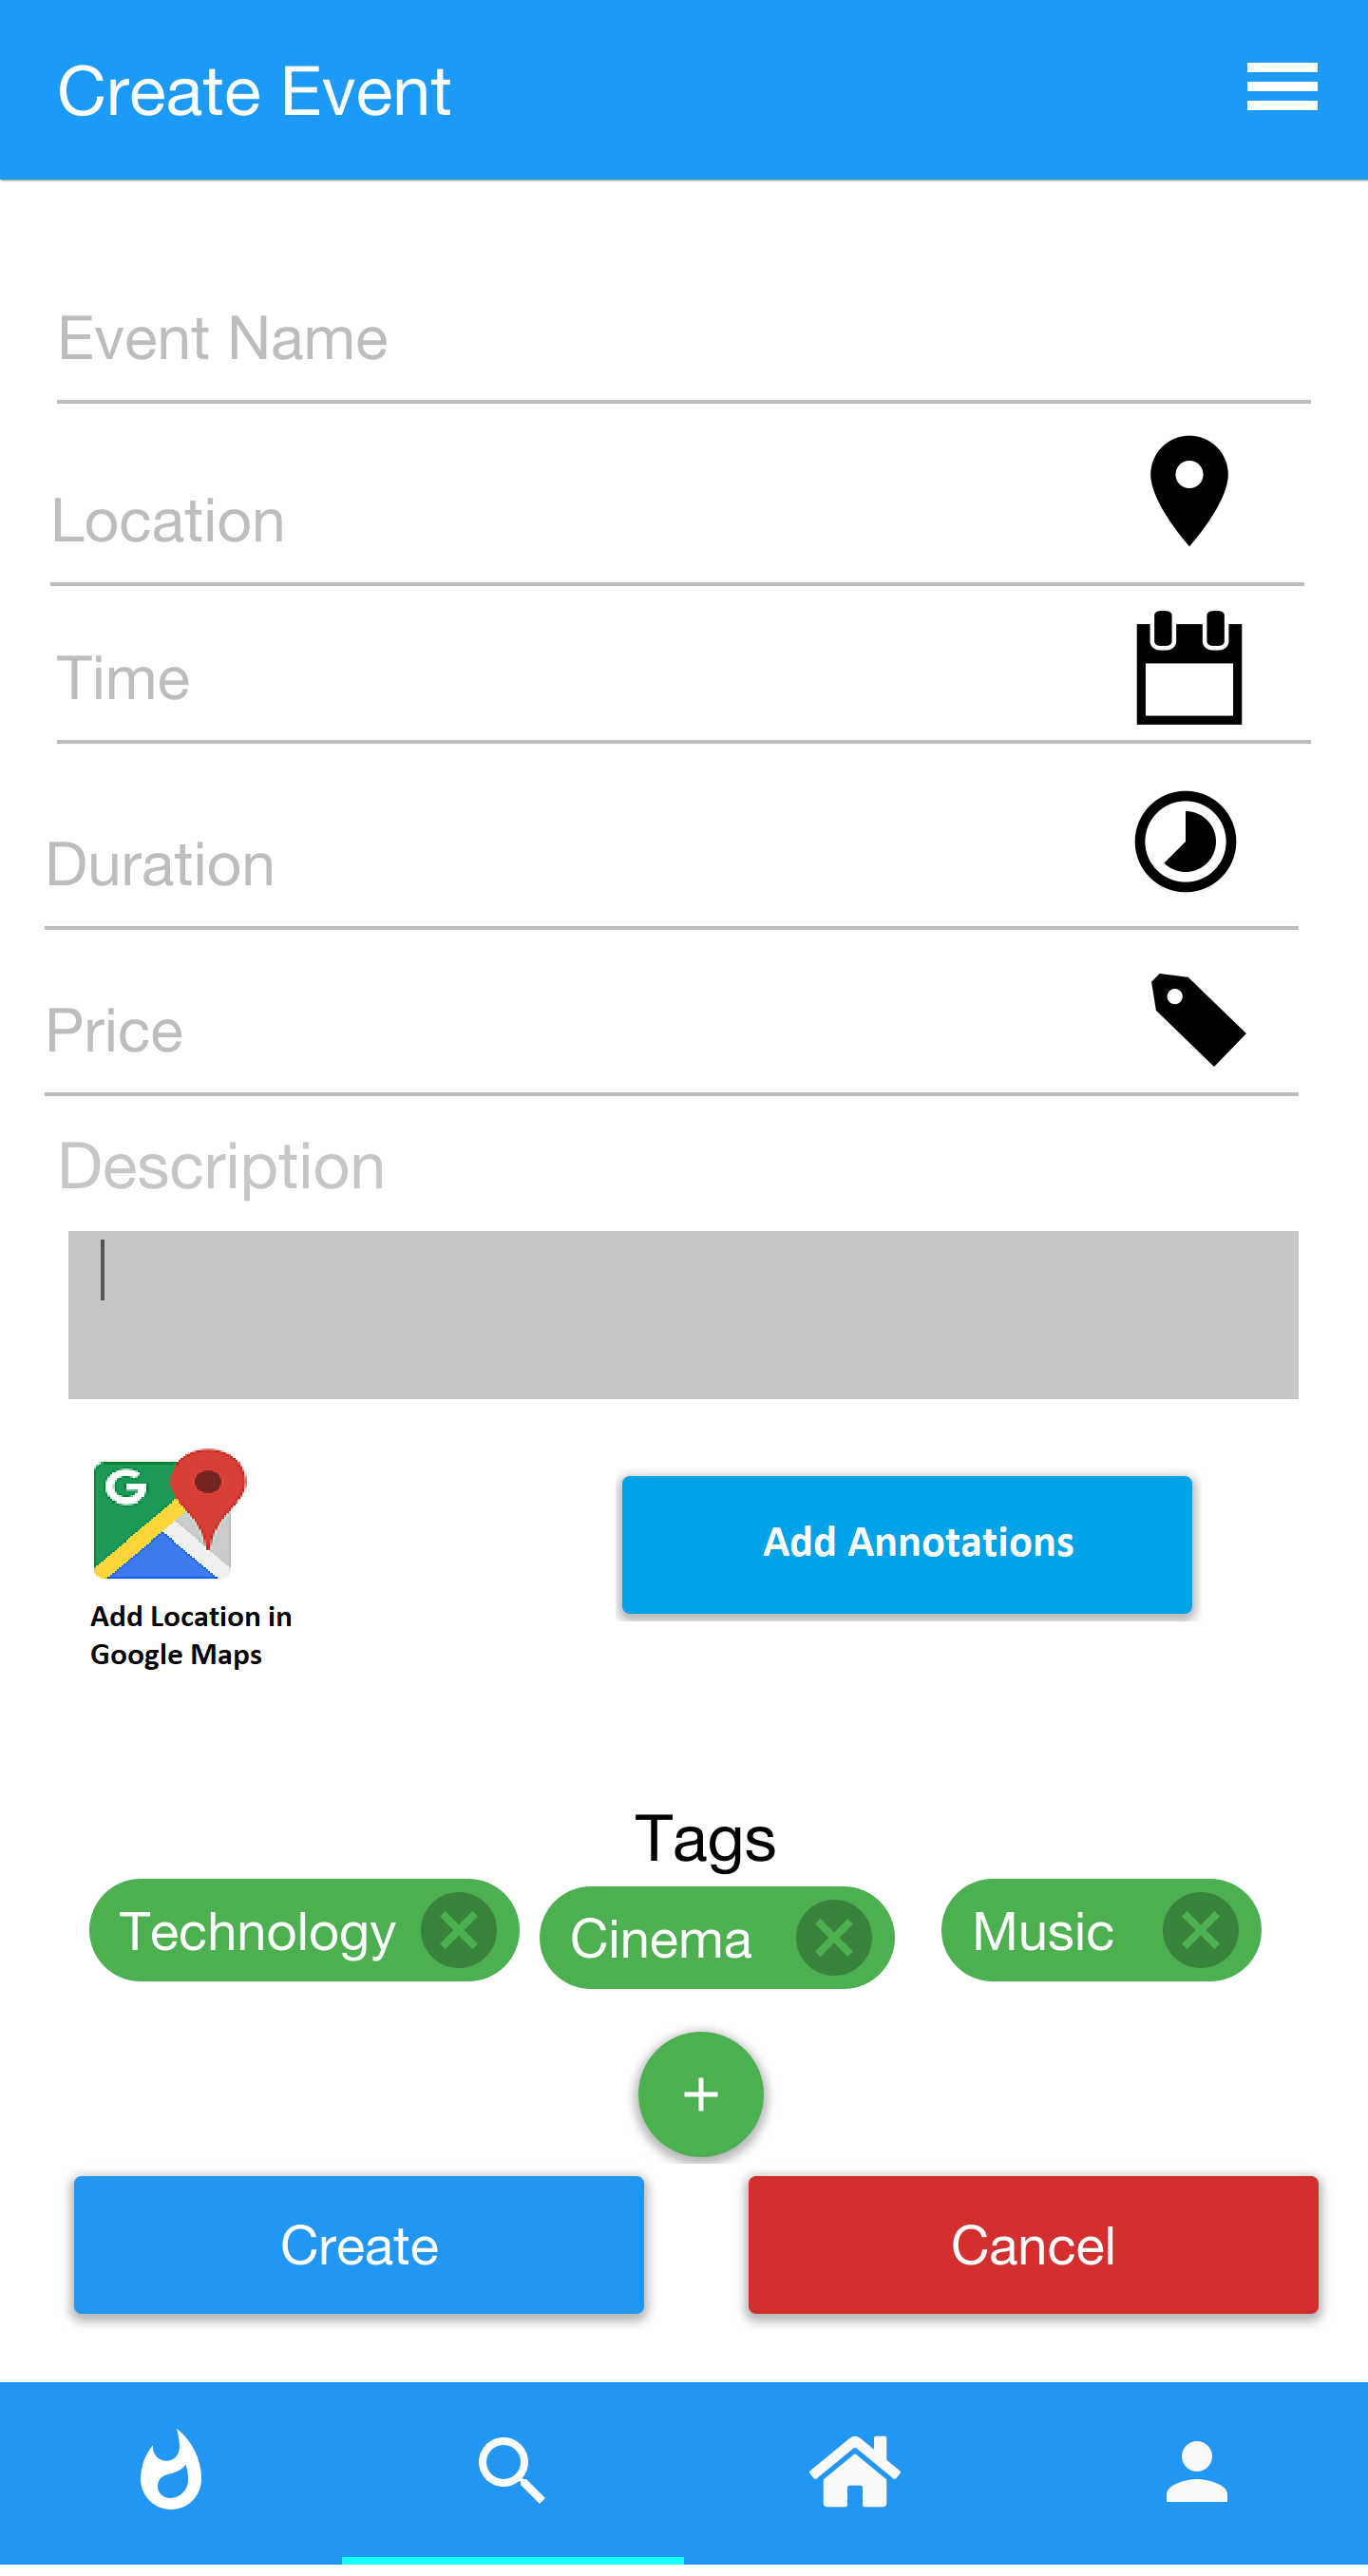 Create Event
Event Name
Location
Time
Duration
Price
Description
G
Add Annotations
Add Location in
Google Maps
Tags
Technology
Cinema
Music
+
Create
Cancel